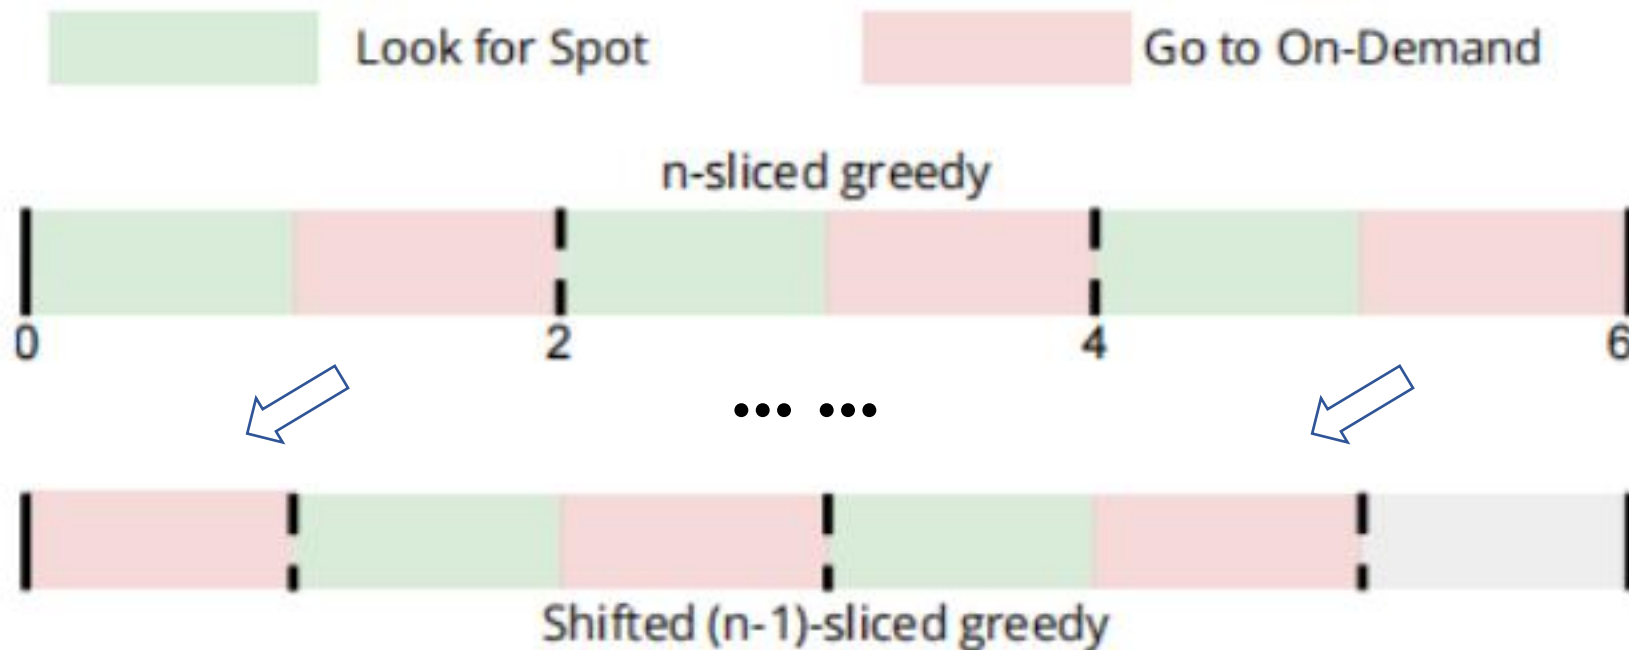 Look for Spot
Go to On-Demand
n-sliced greedy
0 2 4 6
Shifted (n-1)-sliced greedy